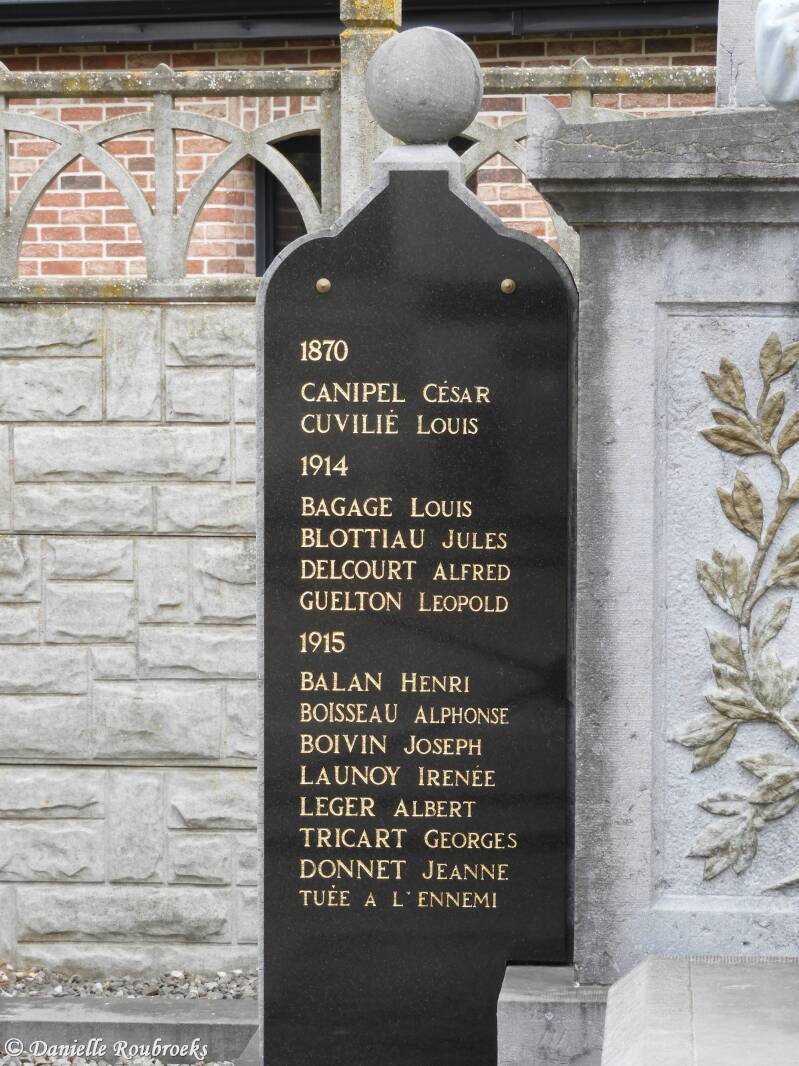 1870
CANIPEL CÉSAR
CUVILIÉ LOUIS
1914
BAGAGE LOUIS
BLOTTIAU JULES
DELCOURT ALFRED
GUELTON LEOPOLD
1915
BALAN HENRI
BOISSEAU ALPHONSE
BOIVIN JOSEPH
LAUNOY IRENÉE
LEGER ALBERT
TRICART GEORGES
DONNET JEANNE
TUÉE A L'ENNEMI
© Danielle Roubroeks